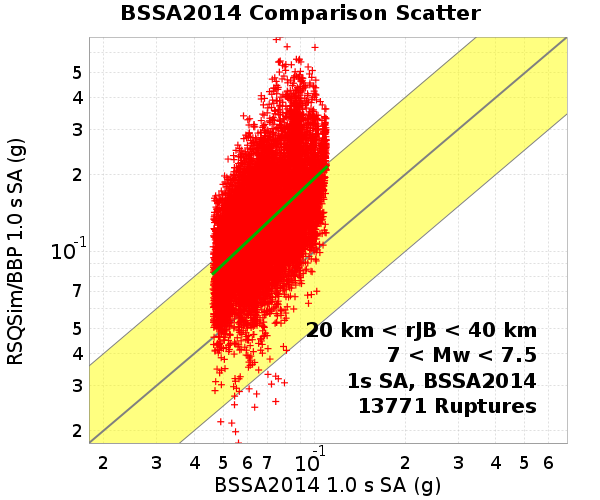 BSSA2014 Comparison Scatter
RSQSim/BBP 1.0 s SA (g)
5
4
3
2
10-1
7
5
4
3
2
20 km < rJB < 40 km
7 < Mw < 7.5
1s SA, BSSA2014
13771 Ruptures
2 3 4 5 6 7 10-1 2 3 4 5 6
BSSA2014 1.0 s SA (g)